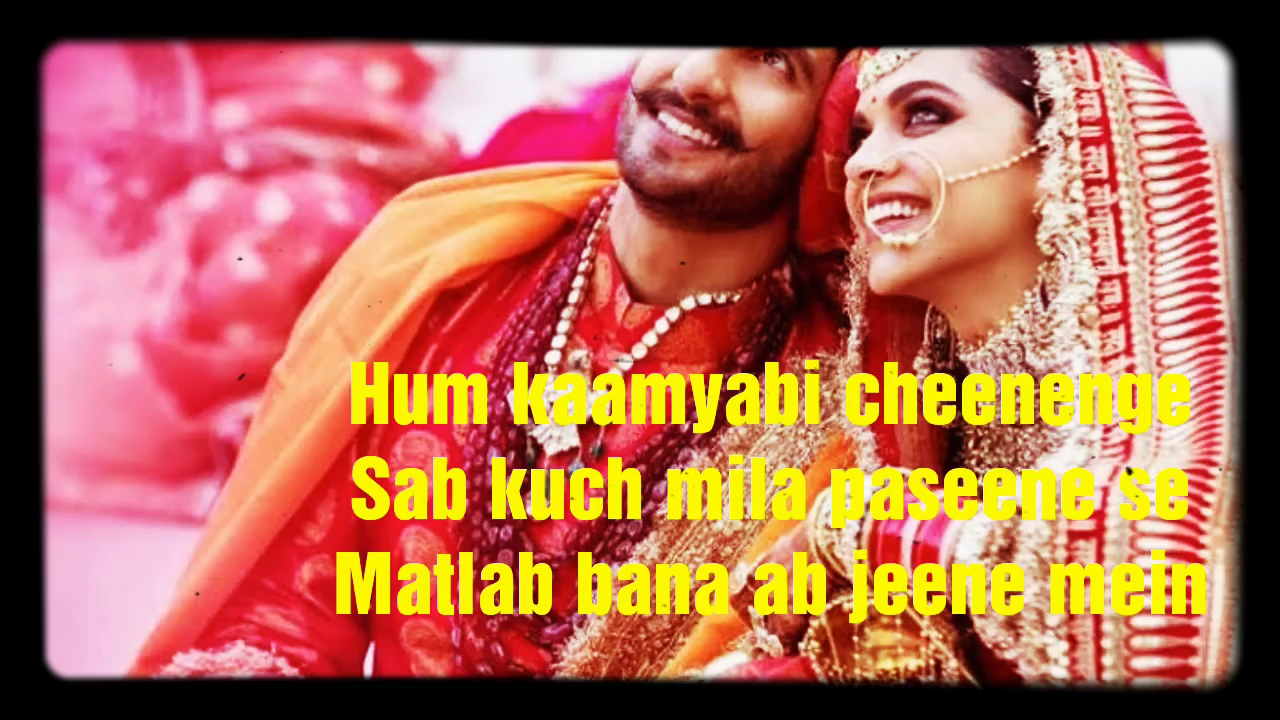 Hum kaamyabi cheenenge
Sab kuch mila paseene se
Matlab bana ab jeene mein